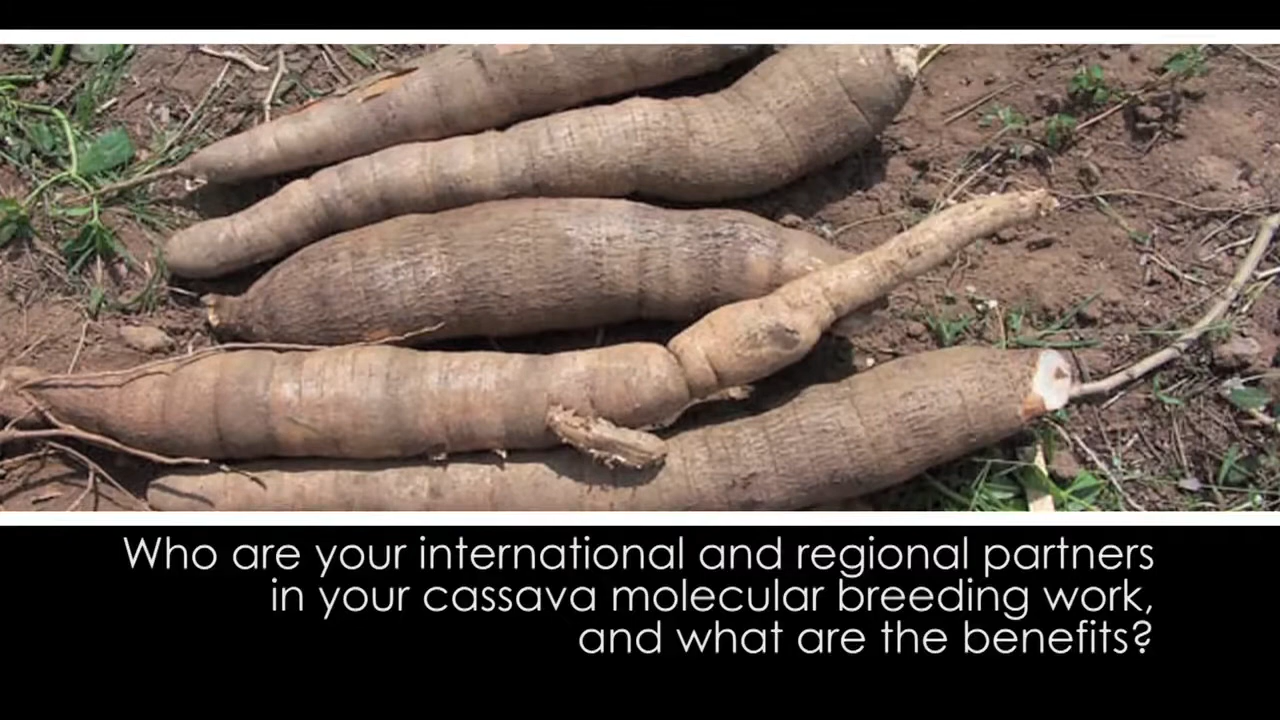 Who are your international and regional partners
in your cassava molecular breeding work,
and what are the benefits?